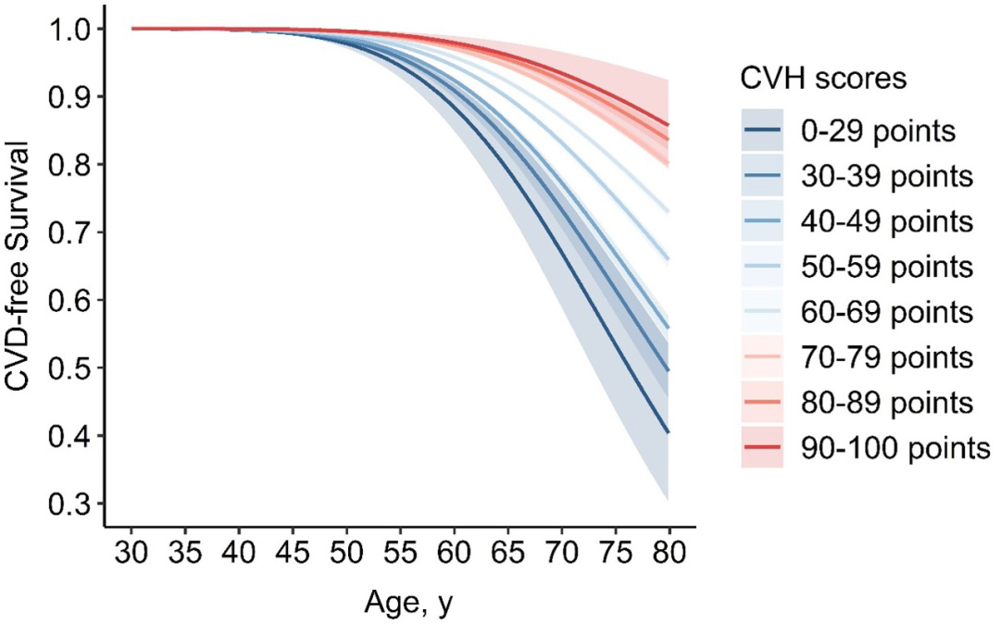 CVD-free Survival
1.0
0.9
0.8
0.7
0.6
0.5
0.4
0.3
30 35 40 45 50 55 60 65 70 75 80
Age, y
CVH scores
0-29 points
30-39 points
40-49 points
50-59 points
60-69 points
70-79 points
80-89 points
90-100 points